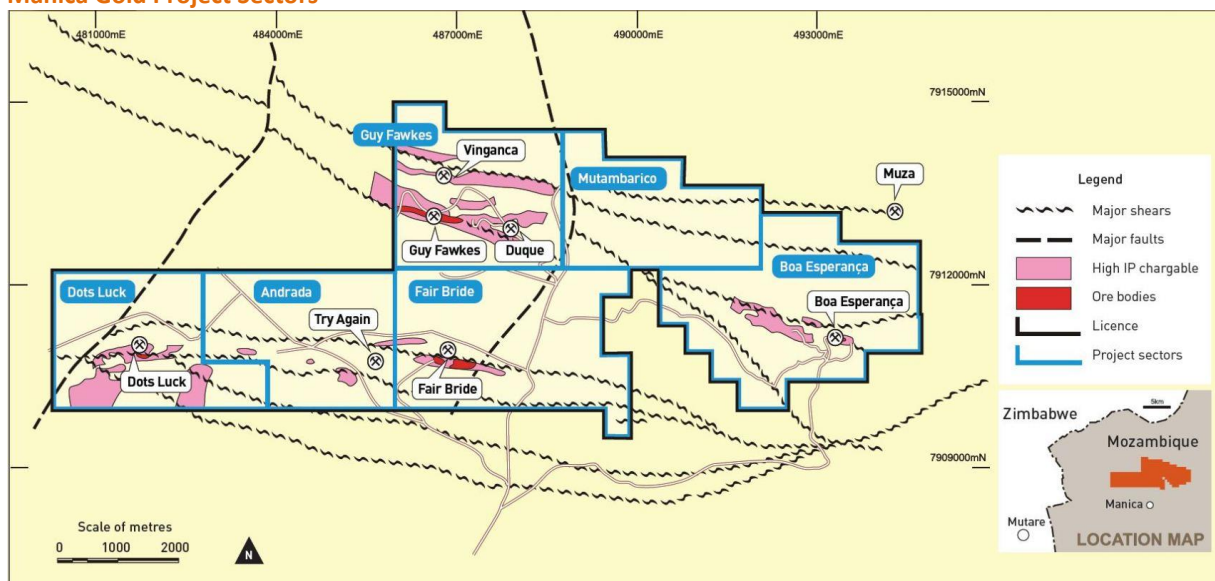 Manica Gold Project Sectors
481000mE
484000mE
487000mE
490000mE
493000mE
7915000mN
7912000mN
7909000mN
Guy Fawkes
Vinganca
Mutambarico
Muza
Guy Fawkes
Duque
Boa Esperança
Dots Luck
Andrada
Fair Bride
Boa Esperança
Try Again
Dots Luck
Fair Bride
Legend
Major shears
Major faults
High IP chargable
Ore bodies
Licence
Project sectors
Scale of metres
0 1000 2000
N
5km
Zimbabwe
Mozambique
Manica
Mutare
LOCATION MAP